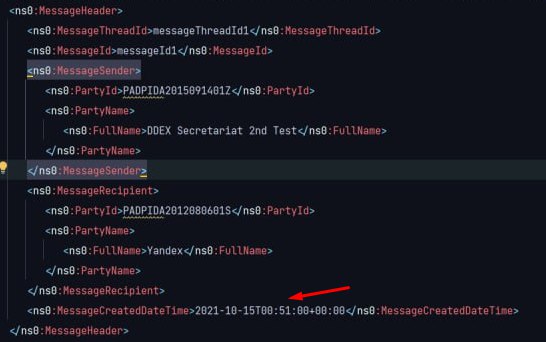 <ns0:MessageHeader>
<ns0:MessageThreadId>messageThreadId1</ns0:MessageThreadId>
<ns0:MessageId>messageId1</ns0:MessageId>
<ns0:MessageSender>
<ns0:PartyId>PADPIDA2015091401Z</ns0:PartyId>
<ns0:PartyName>
<ns0:FullName>DDEX Secretariat 2nd Test</ns0:FullName>
</ns0:PartyName>
</ns0:MessageSender>
<ns0:MessageRecipient>
<ns0:PartyId>PADPIDA2012080601S</ns0:PartyId>
<ns0:PartyName>
<ns0:FullName>Yandex</ns0:FullName>
</ns0:PartyName>
</ns0:MessageRecipient>
<ns0:MessageCreatedDateTime>2021-10-15T00:51:00+00:00</ns0:MessageCreatedDateTime>
</ns0:MessageHeader>